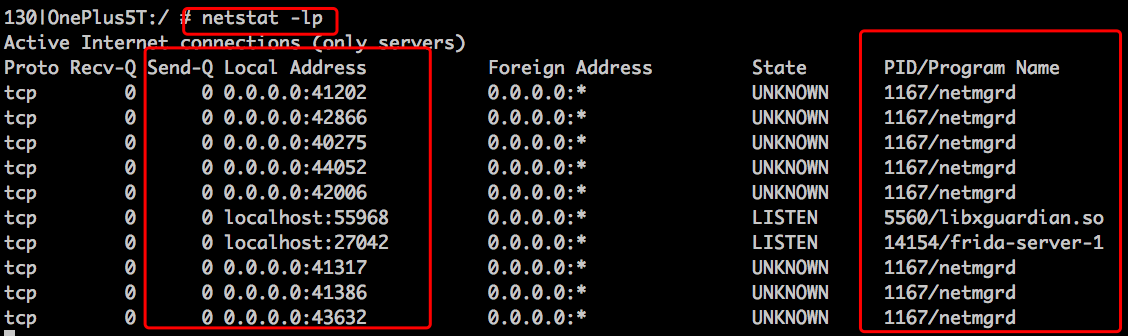 130|OnePlus5T:/ # netstat -lp
Active Internet connections (only servers)
Proto Recv-Q Send-Q Local Address Foreign Address State PID/Program Name
tcp 0 0 0.0.0.0:41202 0.0.0.0:* UNKNOWN 1167/netmgrd
tcp 0 0 0.0.0.0:42866 0.0.0.0:* UNKNOWN 1167/netmgrd
tcp 0 0 0.0.0.0:40275 0.0.0.0:* UNKNOWN 1167/netmgrd
tcp 0 0 0.0.0.0:44052 0.0.0.0:* UNKNOWN 1167/netmgrd
tcp 0 0 0.0.0.0:42006 0.0.0.0:* UNKNOWN 1167/netmgrd
tcp 0 0 localhost:55968 0.0.0.0:* LISTEN 5560/libxguardian.so
tcp 0 0 localhost:27042 0.0.0.0:* LISTEN 14154/frida-server-1
tcp 0 0 0.0.0.0:41317 0.0.0.0:* UNKNOWN 1167/netmgrd
tcp 0 0 0.0.0.0:41386 0.0.0.0:* UNKNOWN 1167/netmgrd
tcp 0 0 0.0.0.0:43632 0.0.0.0:* UNKNOWN 1167/netmgrd